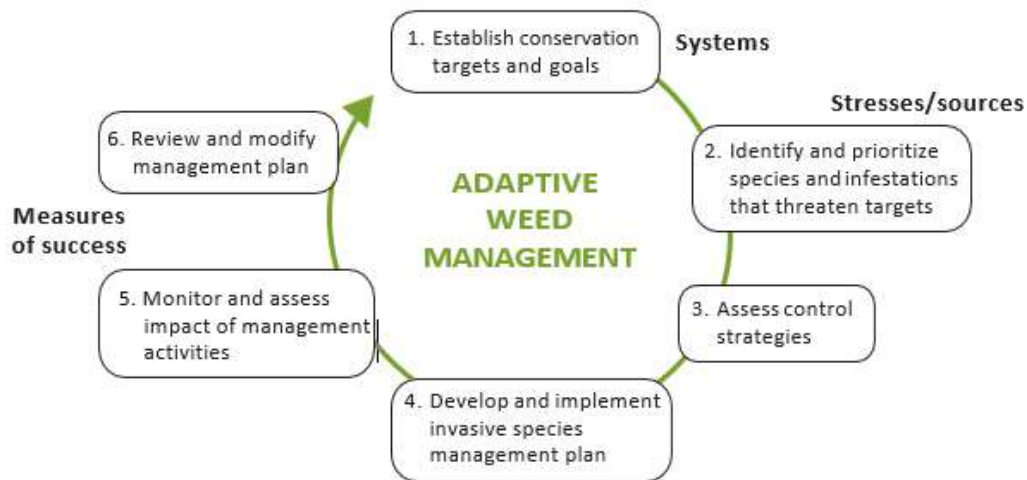 1. Establish conservation
targets and goals
Systems
Stresses/sources
2. Identify and prioritize
species and infestations
that threaten targets
3. Assess control
strategies
4. Develop and implement
invasive species
management plan
5. Monitor and assess
impact of management
activities
Measures
of success
6. Review and modify
management plan
ADAPTIVE
WEED
MANAGEMENT